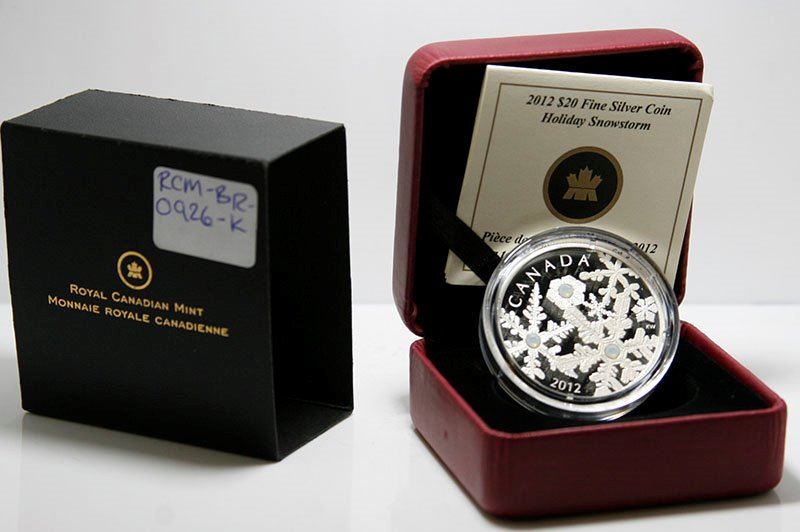 RCM-BR-
0926-K
ROYAL CANADIAN MINT
MONNAIE ROYALE CANADIENNE
2012 $20 Fine Silver Coin
Holiday Snowstorm
Pièce 2012
CANADA
2012